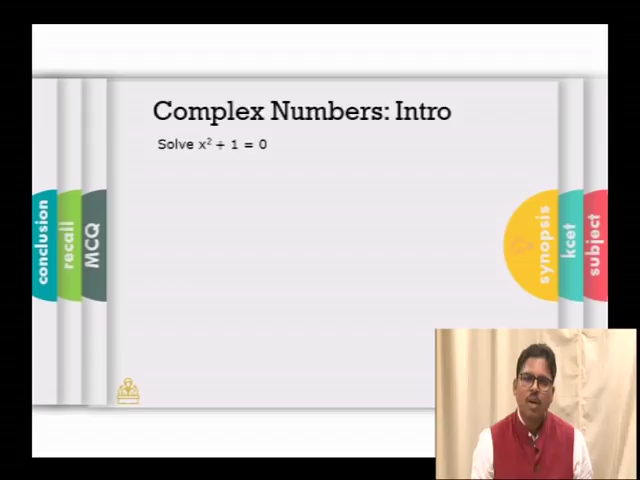 Complex Numbers: Intro
Solve x² + 1 = 0
conclusion
recall
MCQ
synopsis
kcet
subject